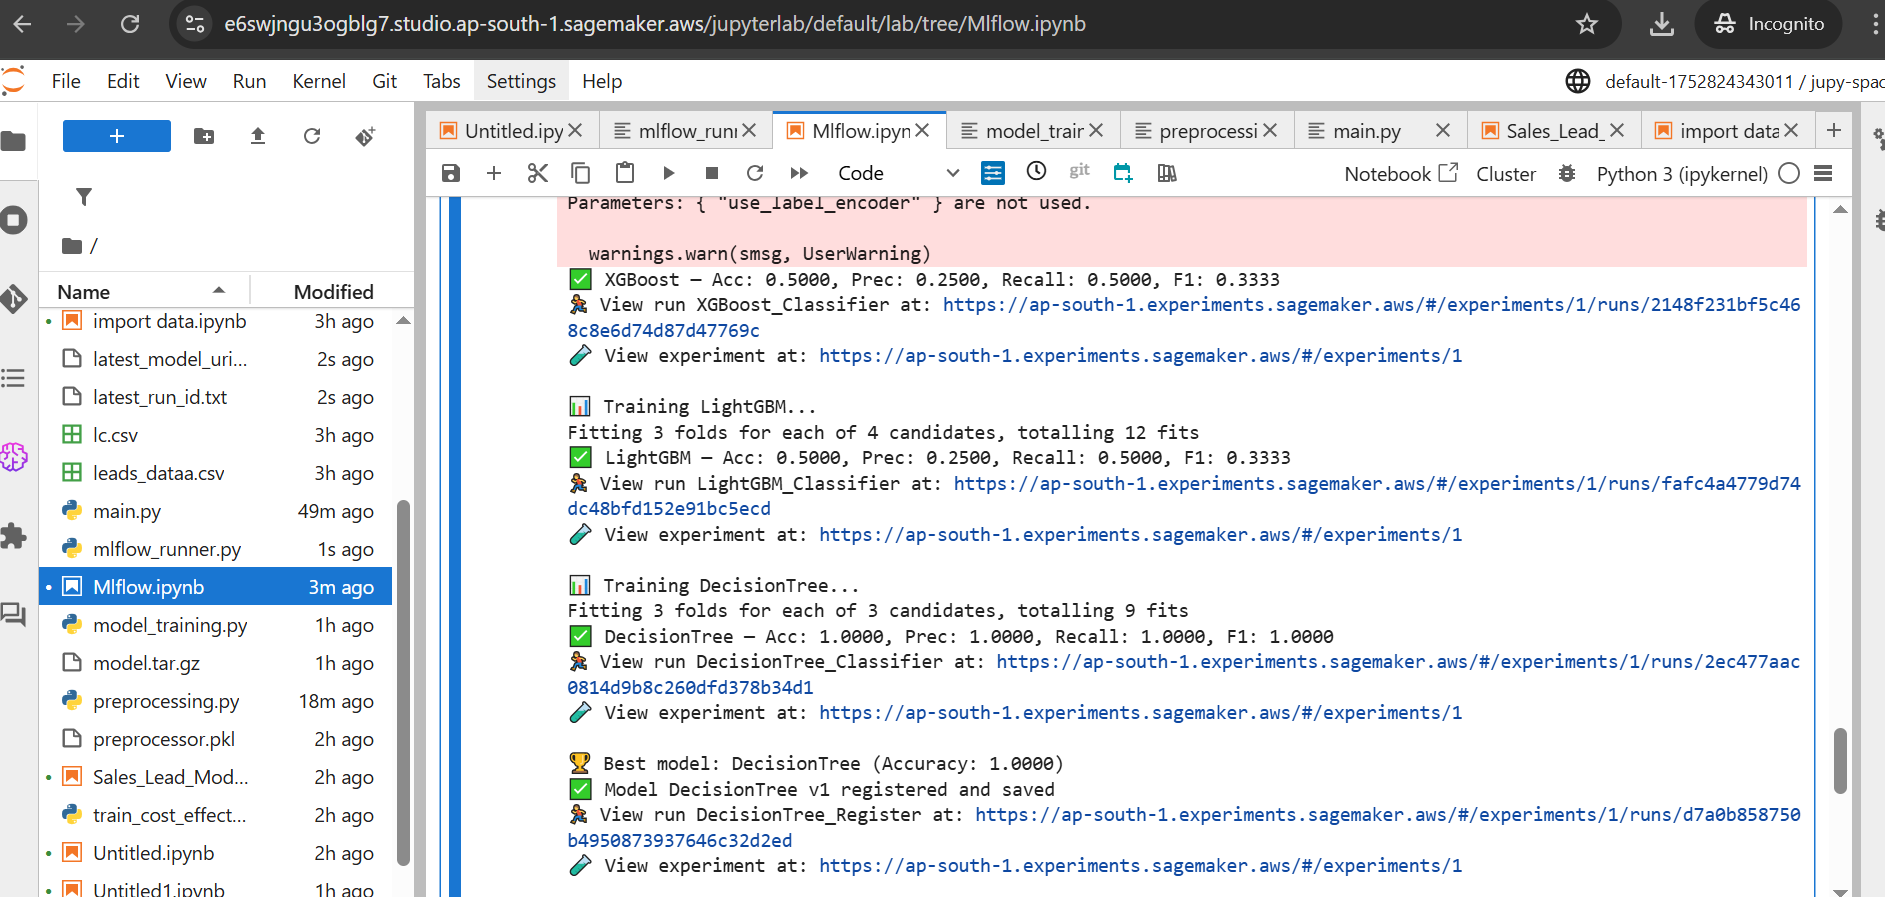 e6swjngu3ogblg7.studio.ap-south-1.sagemaker.aws/jupyterlab/default/lab/tree/Mlflow.ipynb
Incognito
File Edit View Run Kernel Git Tabs Settings Help
default-1752824343011 / jupy-spac
Untitled.ipy
mlflow_runr
Mlflow.ipyn
model_trair
preprocessi
main.py
Sales_Lead_
import data
Code
git
Notebook
Cluster
Python 3 (ipykernel)
/
Name Modified
import data.ipynb 3h ago
latest_model_uri... 2s ago
latest_run_id.txt 2s ago
lc.csv 3h ago
leads_dataa.csv 3h ago
main.py 49m ago
mlflow_runner.py 1s ago
Mlflow.ipynb 3m ago
model_training.py 1h ago
model.tar.gz 1h ago
preprocessing.py 18m ago
preprocessor.pkl 2h ago
Sales_Lead_Mod... 2h ago
train_cost_effect... 2h ago
Untitled.ipynb 2h ago
Untitled1.ipynb 1h ago
Parameters: { "use_label_encoder" } are not used.
warnings.warn(smsg, UserWarning)
✅ XGBoost — Acc: 0.5000, Prec: 0.2500, Recall: 0.5000, F1: 0.3333
🏃 View run XGBoost_Classifier at: https://ap-south-1.experiments.sagemaker.aws/#/experiments/1/runs/2148f231bf5c46
8c8e6d74d87d47769c
🧪 View experiment at: https://ap-south-1.experiments.sagemaker.aws/#/experiments/1
📊 Training LightGBM...
Fitting 3 folds for each of 4 candidates, totalling 12 fits
✅ LightGBM — Acc: 0.5000, Prec: 0.2500, Recall: 0.5000, F1: 0.3333
🏃 View run LightGBM_Classifier at: https://ap-south-1.experiments.sagemaker.aws/#/experiments/1/runs/fafc4a4779d74
dc48bfd152e91bc5ecd
🧪 View experiment at: https://ap-south-1.experiments.sagemaker.aws/#/experiments/1
📊 Training DecisionTree...
Fitting 3 folds for each of 3 candidates, totalling 9 fits
✅ DecisionTree — Acc: 1.0000, Prec: 1.0000, Recall: 1.0000, F1: 1.0000
🏃 View run DecisionTree_Classifier at: https://ap-south-1.experiments.sagemaker.aws/#/experiments/1/runs/2ec477aac
0814d9b8c260dfd378b34d1
🧪 View experiment at: https://ap-south-1.experiments.sagemaker.aws/#/experiments/1
🏆 Best model: DecisionTree (Accuracy: 1.0000)
✅ Model DecisionTree v1 registered and saved
🏃 View run DecisionTree_Register at: https://ap-south-1.experiments.sagemaker.aws/#/experiments/1/runs/d7a0b858750
b4950873937646c32d2ed
🧪 View experiment at: https://ap-south-1.experiments.sagemaker.aws/#/experiments/1